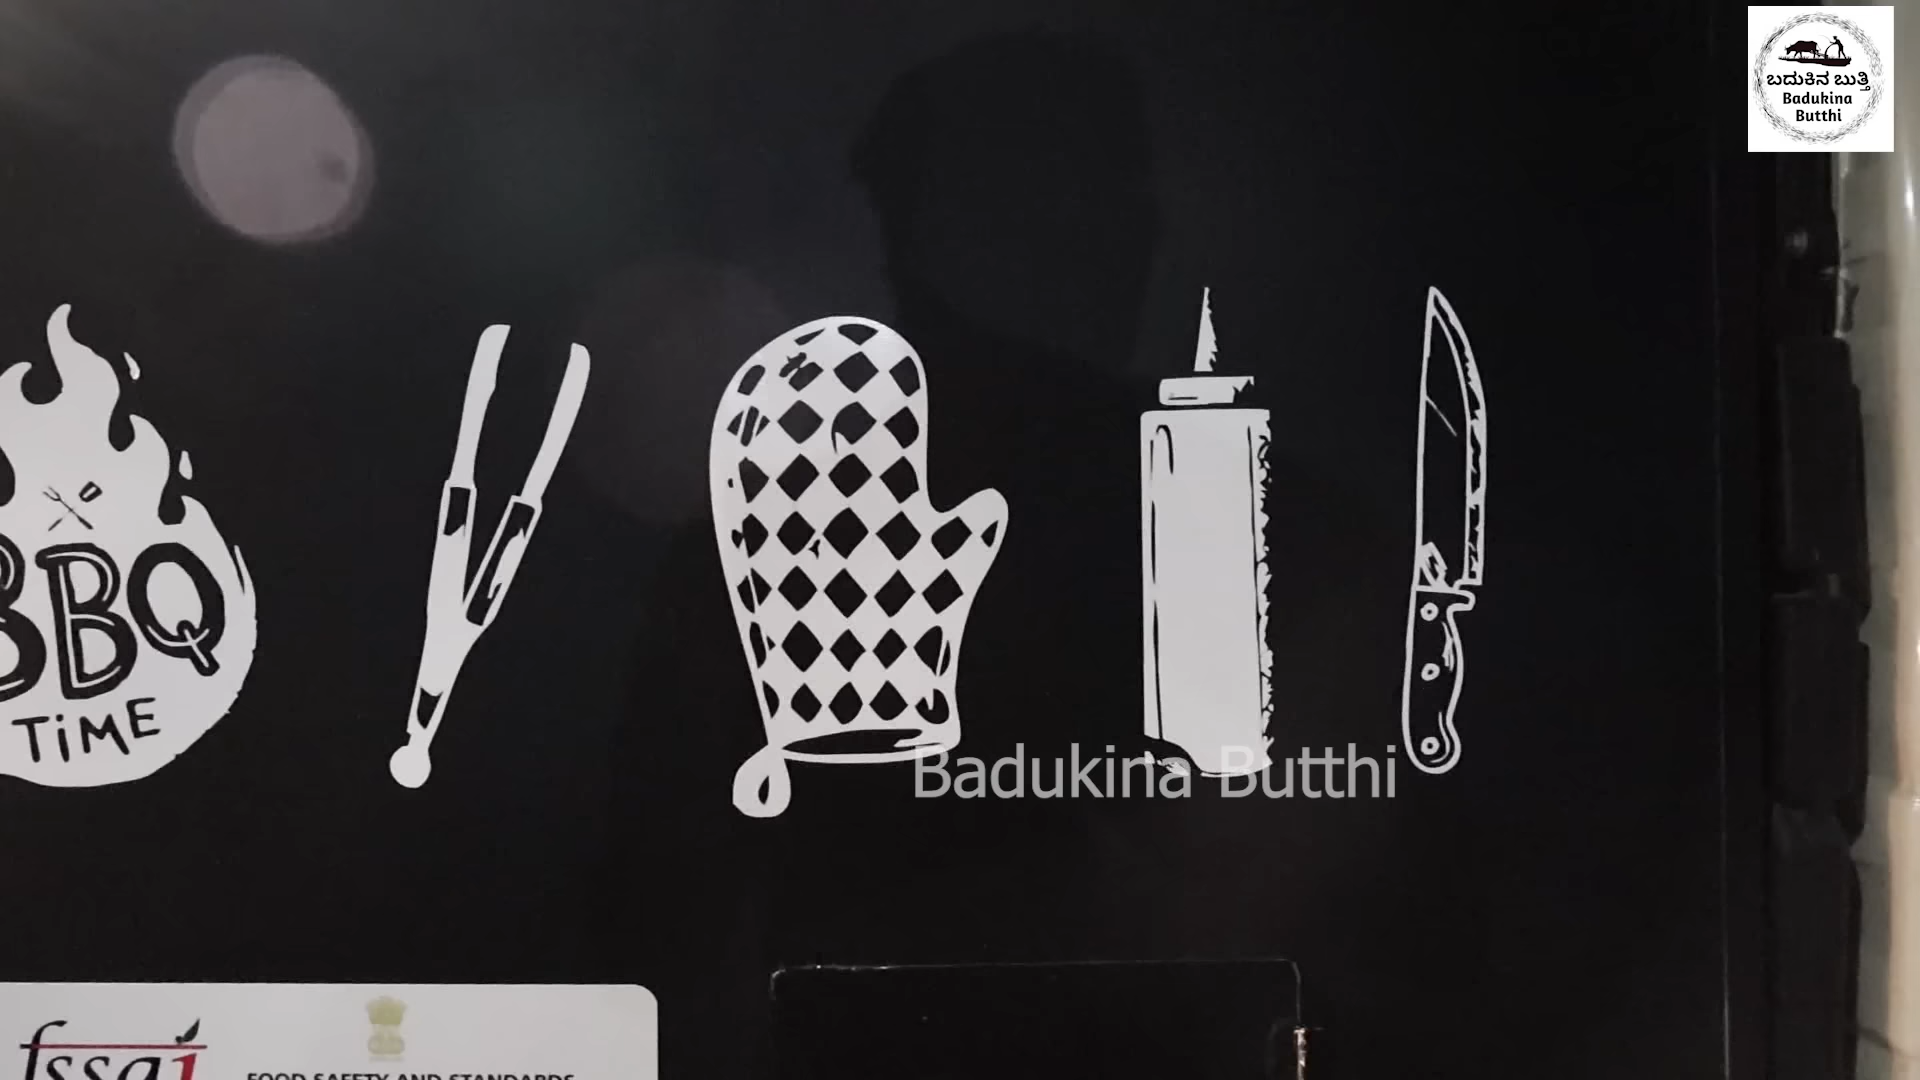 ಬದುಕಿನ ಬುತ್ತಿ
Badukina
Butthi
BBQ
TiME
Badukina Butthi
fssai
FOOD SAFETY AND STANDARDS